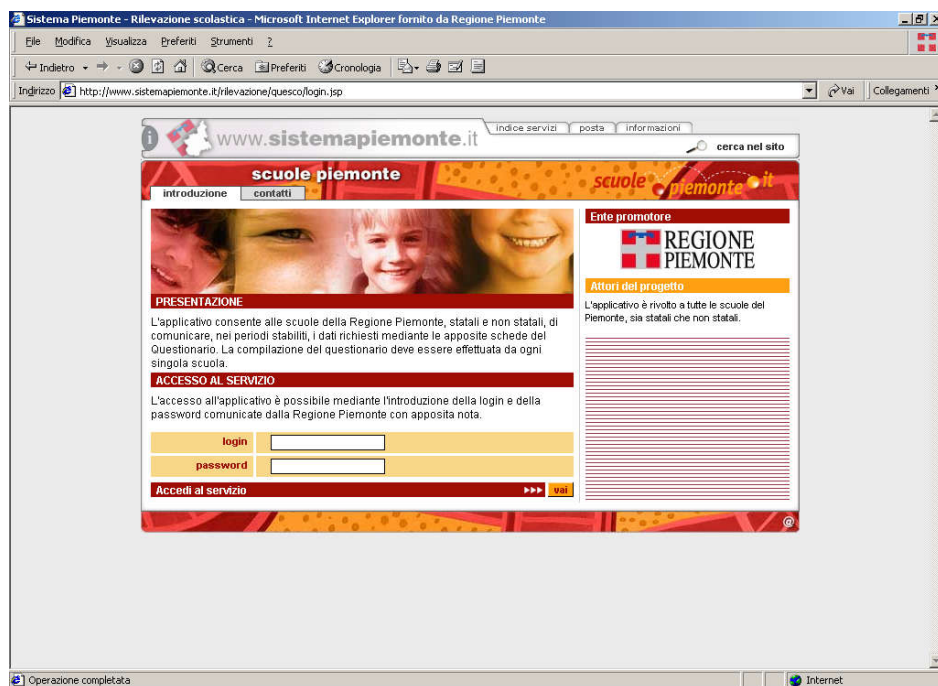 Sistema Piemonte - Rilevazione scolastica - Microsoft Internet Explorer fornito da Regione Piemonte
File Modifica Visualizza Preferiti Strumenti ?
Indietro Cerca Preferiti Cronologia
Indirizzo http://www.sistemapiemonte.it/rilevazione/quesco/login.jsp Vai Collegamenti
www.sistemapiemonte.it
indice servizi posta informazioni
cerca nel sito
scuole piemonte
scuole piemonte it
introduzione contatti
PRESENTAZIONE
L'applicativo consente alle scuole della Regione Piemonte, statali e non statali, di
comunicare, nei periodi stabiliti, i dati richiesti mediante le apposite schede del
Questionario. La compilazione del questionario deve essere effettuata da ogni
singola scuola.
ACCESSO AL SERVIZIO
L'accesso all'applicativo è possibile mediante l'introduzione della login e della
password comunicate dalla Regione Piemonte con apposita nota.
login
password
Accedi al servizio vai
Ente promotore
REGIONE
PIEMONTE
Attori del progetto
L'applicativo è rivolto a tutte le scuole del
Piemonte, sia statali che non statali.
@
Operazione completata Internet